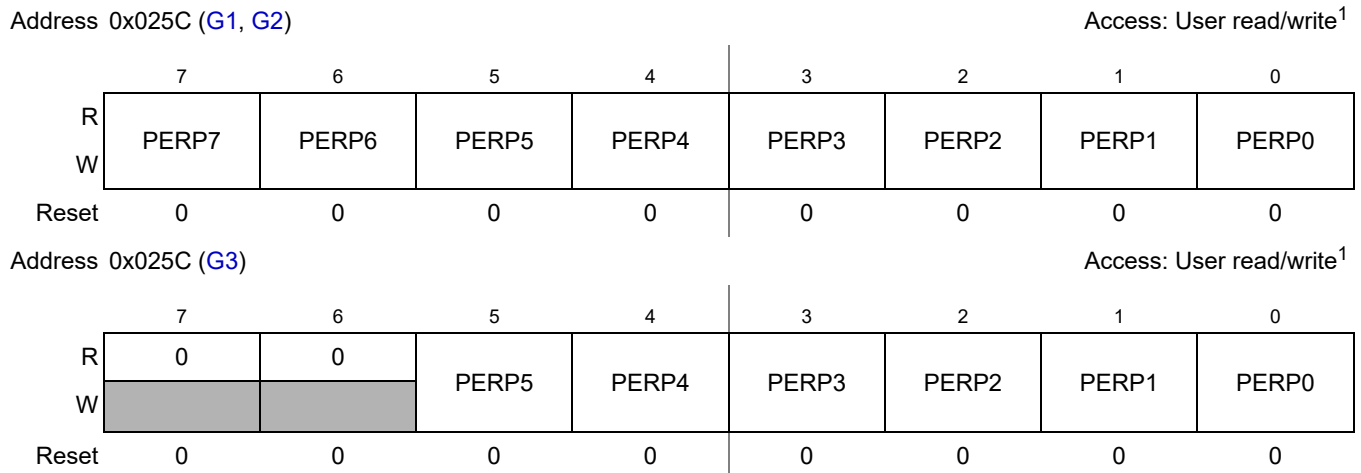 Address 0x025C (G1, G2) Access: User read/write1
7 6 5 4 3 2 1 0
R
PERP7 PERP6 PERP5 PERP4 PERP3 PERP2 PERP1 PERP0
W
Reset 0 0 0 0 0 0 0 0
Address 0x025C (G3) Access: User read/write1
7 6 5 4 3 2 1 0
R 0 0
PERP5 PERP4 PERP3 PERP2 PERP1 PERP0
W
Reset 0 0 0 0 0 0 0 0